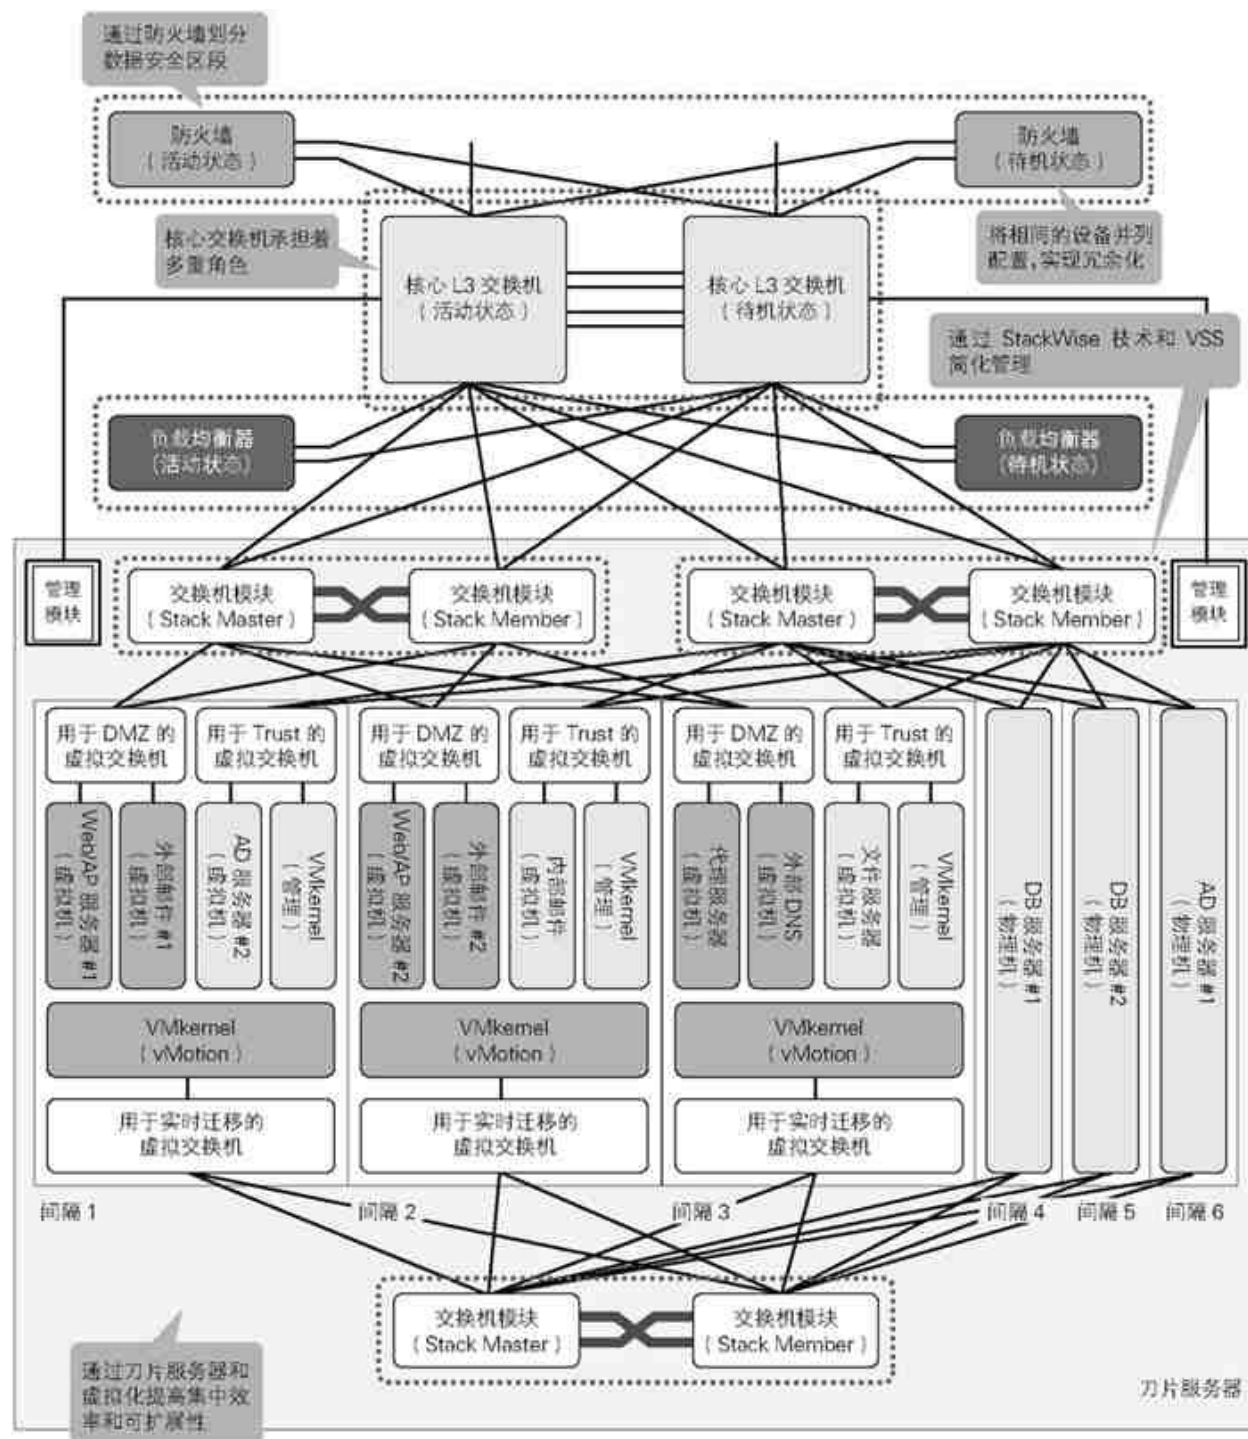 通过防火墙划分
数据安全区段
防火墙
(活动状态)
防火墙
(待机状态)
核心交换机承担着
多重角色
将相同的设备并列
配置,实现冗余化
核心 L3 交换机
(活动状态)
核心 L3 交换机
(待机状态)
通过 StackWise 技术和 VSS
简化管理
负载均衡器
(活动状态)
负载均衡器
(待机状态)
管理
模块
交换机模块
(Stack Master)
交换机模块
(Stack Member)
交换机模块
(Stack Master)
交换机模块
(Stack Member)
管理
模块
用于 DMZ 的
虚拟交换机
用于 Trust 的
虚拟交换机
用于 DMZ 的
虚拟交换机
用于 Trust 的
虚拟交换机
用于 DMZ 的
虚拟交换机
用于 Trust 的
虚拟交换机
Web/AP 服务器 #1
(虚拟机)
外部邮件 #1
(虚拟机)
AD 服务器 #2
(虚拟机)
VMkernel
(管理)
Web/AP 服务器 #2
(虚拟机)
外部邮件 #2
(虚拟机)
内部邮件
(虚拟机)
VMkernel
(管理)
代理服务器
(虚拟机)
外部 DNS
(虚拟机)
文件服务器
(虚拟机)
VMkernel
(管理)
DB 服务器 #1
(物理机)
DB 服务器 #2
(物理机)
AD 服务器 #1
(物理机)
VMkernel
(vMotion)
VMkernel
(vMotion)
VMkernel
(vMotion)
用于实时迁移的
虚拟交换机
用于实时迁移的
虚拟交换机
用于实时迁移的
虚拟交换机
间隔 1
间隔 2
间隔 3
间隔 4
间隔 5
间隔 6
交换机模块
(Stack Master)
交换机模块
(Stack Member)
通过刀片服务器和
虚拟化提高集中效
率和可扩展性
刀片服务器